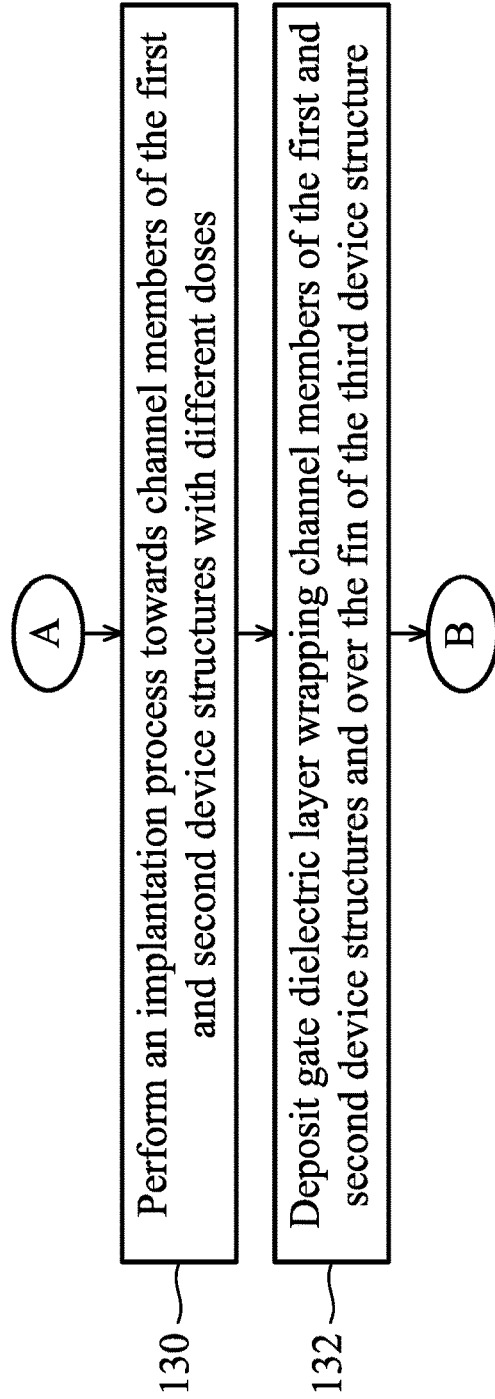 A
130
Perform an implantation process towards channel members of the first
and second device structures with different doses
132
Deposit gate dielectric layer wrapping channel members of the first and
second device structures and over the fin of the third device structure
B